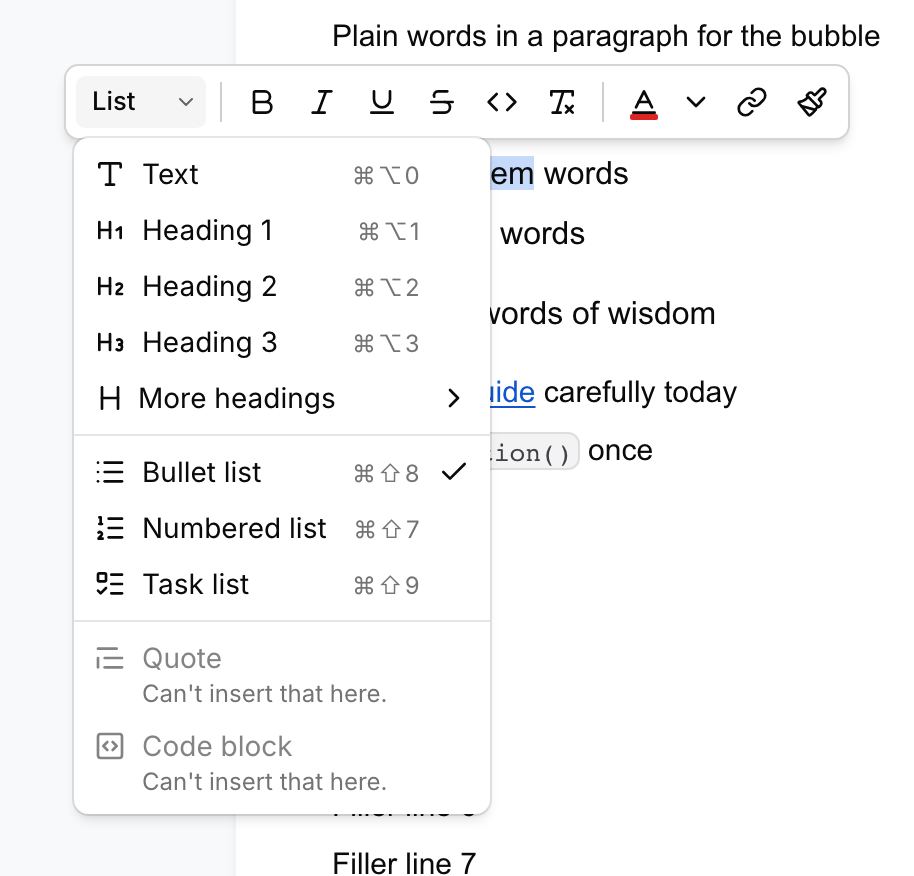 Plain words in a paragraph for the bubble
List
Text ⌘⌥0
em words
Heading 1 ⌘⌥1
words
Heading 2 ⌘⌥2
words of wisdom
Heading 3 ⌘⌥3
More headings
carefully today
Bullet list ⌘⇧8
once
Numbered list ⌘⇧7
Task list ⌘⇧9
Quote
Can't insert that here.
Code block
Can't insert that here.
Filler line 7